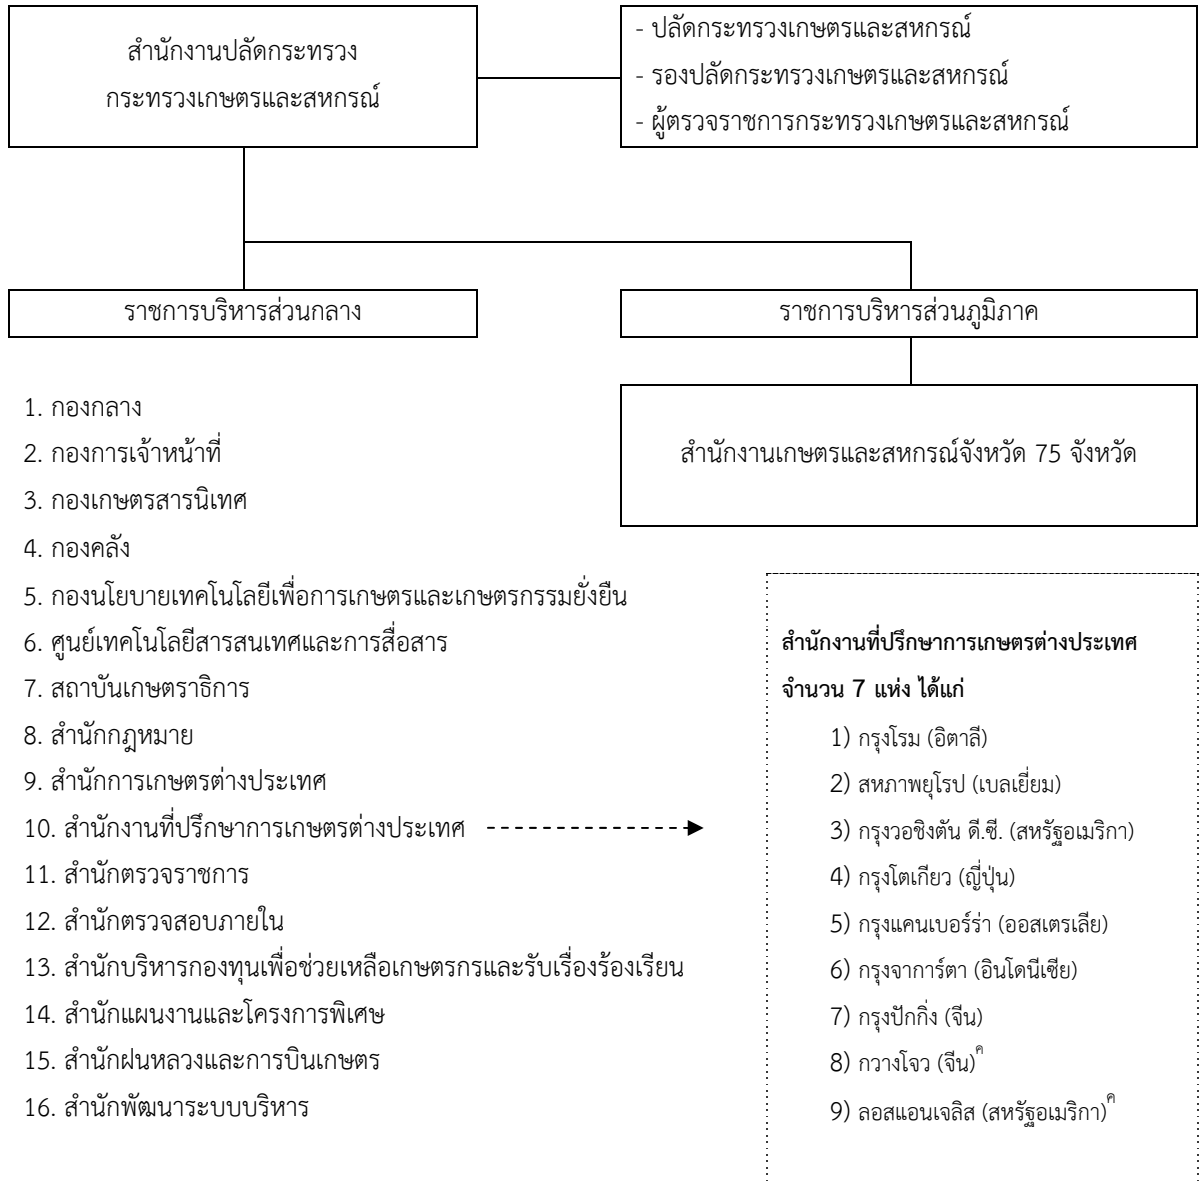 สำนักงานปลัดกระทรวง
กระทรวงเกษตรและสหกรณ์
- ปลัดกระทรวงเกษตรและสหกรณ์
- รองปลัดกระทรวงเกษตรและสหกรณ์
- ผู้ตรวจราชการกระทรวงเกษตรและสหกรณ์
ราชการบริหารส่วนกลาง
ราชการบริหารส่วนภูมิภาค
สำนักงานเกษตรและสหกรณ์จังหวัด 75 จังหวัด
1. กองกลาง
2. กองการเจ้าหน้าที่
3. กองเกษตรสารนิเทศ
4. กองคลัง
5. กองนโยบายเทคโนโลยีเพื่อการเกษตรและเกษตรกรรมยั่งยืน
6. ศูนย์เทคโนโลยีสารสนเทศและการสื่อสาร
7. สถาบันเกษตราธิการ
8. สำนักกฎหมาย
9. สำนักการเกษตรต่างประเทศ
10. สำนักงานที่ปรึกษาการเกษตรต่างประเทศ
11. สำนักตรวจราชการ
12. สำนักตรวจสอบภายใน
13. สำนักบริหารกองทุนเพื่อช่วยเหลือเกษตรกรและรับเรื่องร้องเรียน
14. สำนักแผนงานและโครงการพิเศษ
15. สำนักฝนหลวงและการบินเกษตร
16. สำนักพัฒนาระบบบริหาร
สำนักงานที่ปรึกษาการเกษตรต่างประเทศ
จำนวน 7 แห่ง ได้แก่
1) กรุงโรม (อิตาลี)
2) สหภาพยุโรป (เบลเยี่ยม)
3) กรุงวอชิงตัน ดี.ซี. (สหรัฐอเมริกา)
4) กรุงโตเกียว (ญี่ปุ่น)
5) กรุงแคนเบอร์ร่า (ออสเตรเลีย)
6) กรุงจาการ์ตา (อินโดนีเซีย)
7) กรุงปักกิ่ง (จีน)
8) กวางโจว (จีน)ค
9) ลอสแอนเจลิส (สหรัฐอเมริกา)ค